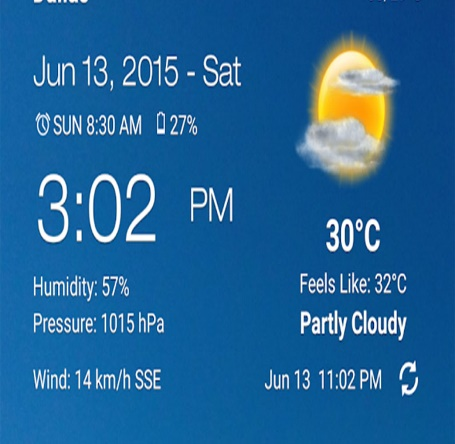 Jun 13, 2015 - Sat
SUN 8:30 AM 27%
3:02 PM
30°C
Humidity: 57%
Feels Like: 32°C
Pressure: 1015 hPa
Partly Cloudy
Wind: 14 km/h SSE
Jun 13 11:02 PM